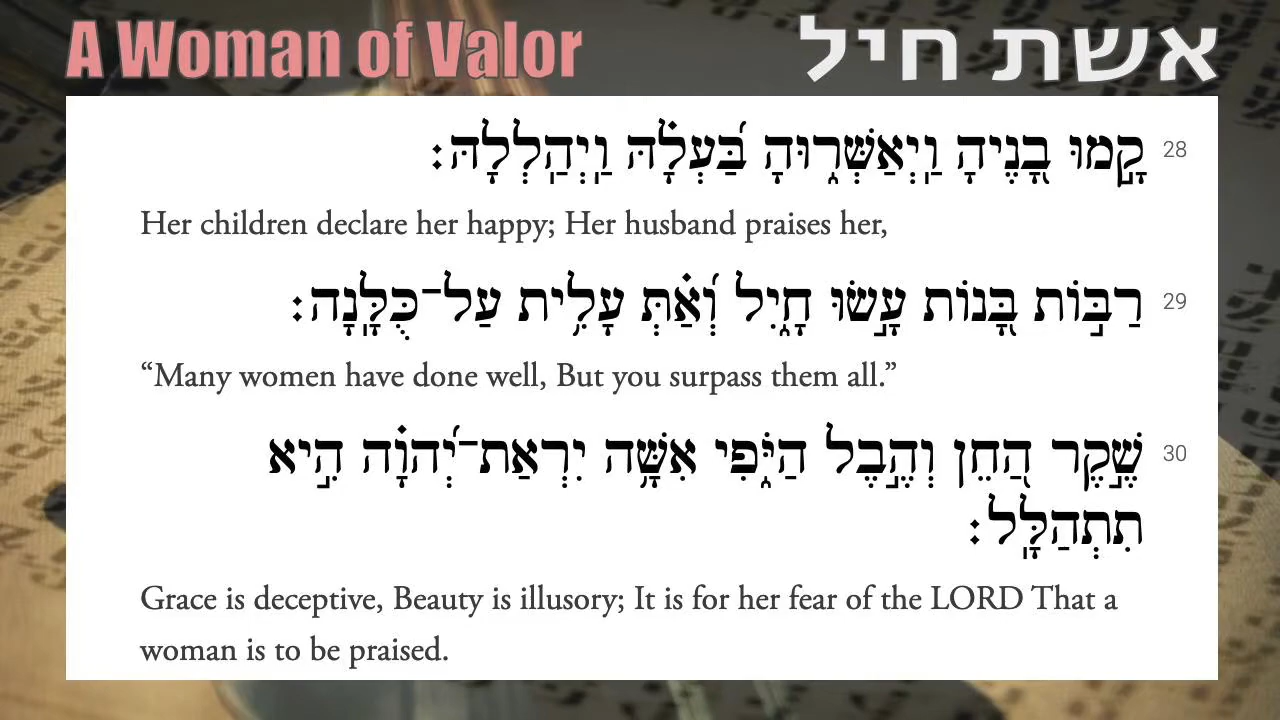 A Woman of Valor
אשת חיל
28 קָ֣מוּ בָ֭נֶיהָ וַֽיְאַשְּׁר֑וּהָ בַּ֝עְלָ֗הּ וַֽיְהַֽלְלָֽהּ׃
Her children declare her happy; Her husband praises her,
29 רַבּ֣וֹת בָּ֭נוֹת עָ֣שׂוּ חָ֑יִל וְ֝אַ֗תְּ עָלִ֥ית עַל־כֻּלָּֽנָה׃
“Many women have done well, But you surpass them all.”
30 שֶׁ֣קֶר הַ֭חֵן וְהֶ֣בֶל הַיֹּ֑פִי אִשָּׁ֥ה יִרְאַת־יְ֝הוָ֗ה הִ֣יא
תִתְהַלָּֽל׃
Grace is deceptive, Beauty is illusory; It is for her fear of the LORD That a
woman is to be praised.